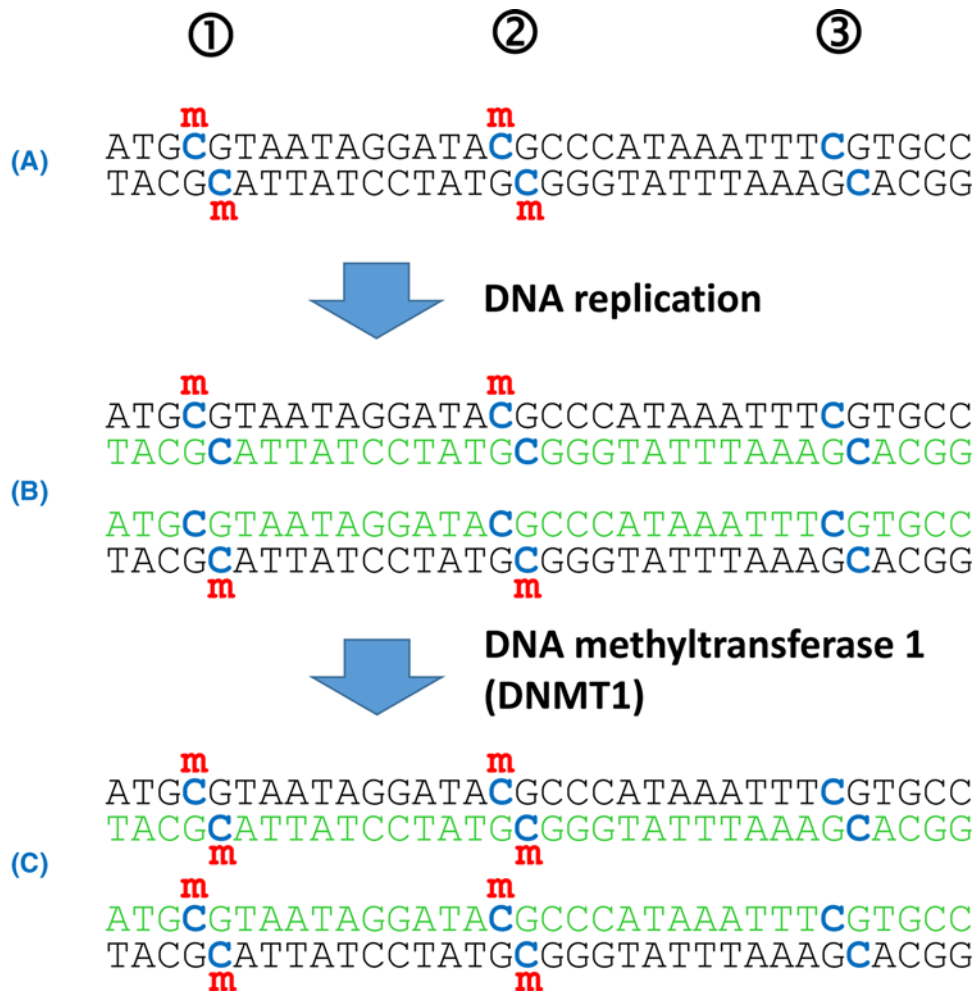 ① ② ③
m m
(A)
ATGCGTAATAGGATACGCCCATAAATTTCGTGCC
TACGCATTATCCTATGCGGGTATTTAAAGCACGG
m m
DNA replication
m m
ATGCGTAATAGGATACGCCCATAAATTTCGTGCC
TACGCATTATCCTATGCGGGTATTTAAAGCACGG
(B)
ATGCGTAATAGGATACGCCCATAAATTTCGTGCC
TACGCATTATCCTATGCGGGTATTTAAAGCACGG
m m
DNA methyltransferase 1
(DNMT1)
m m
ATGCGTAATAGGATACGCCCATAAATTTCGTGCC
TACGCATTATCCTATGCGGGTATTTAAAGCACGG
m m
(C)
m m
ATGCGTAATAGGATACGCCCATAAATTTCGTGCC
TACGCATTATCCTATGCGGGTATTTAAAGCACGG
m m